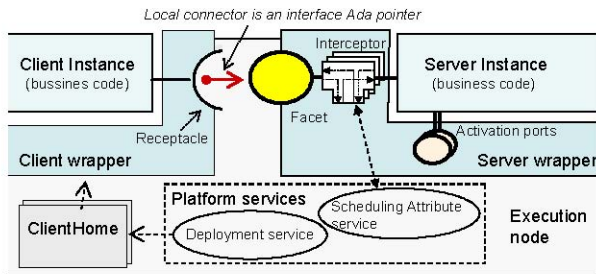 Local connector is an interface Ada pointer
Client Instance
(bussines code)
Interceptor
Server Instance
(business code)
Receptacle
Facet
Activation ports
Client wrapper
Server wrapper
Platform services
Scheduling Attribute
service
Deployment service
ClientHome
Execution
node